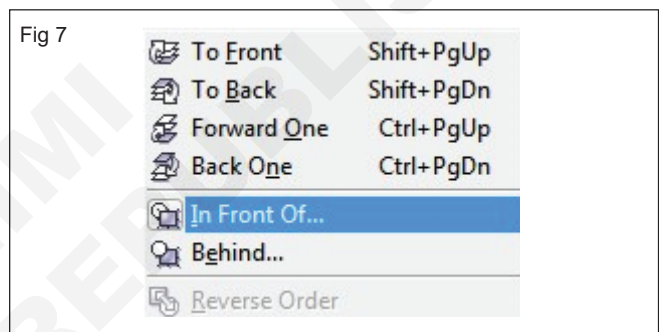 Fig 7
To Front Shift+PgUp
To Back Shift+PgDn
Forward One Ctrl+PgUp
Back One Ctrl+PgDn
In Front Of...
Behind...
Reverse Order